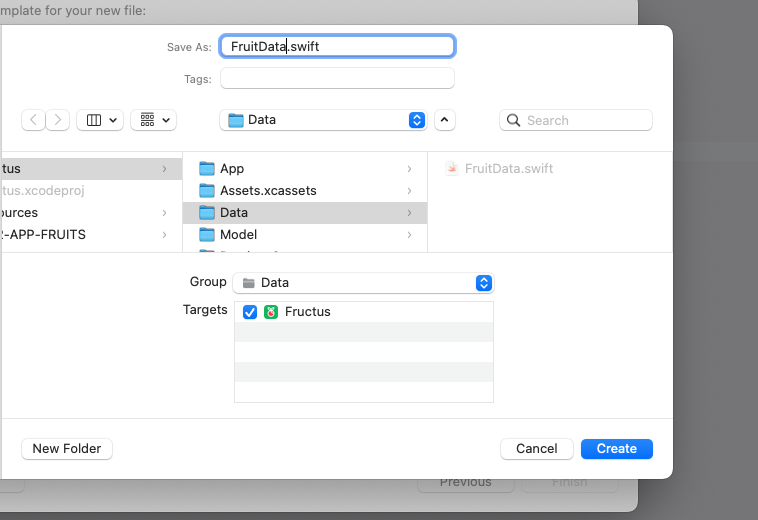 mplate for your new file:
Save As: FruitData.swift
Tags:
Data
Search
tus
tus.xcodeproj
ources
-APP-FRUITS
App
Assets.xcassets
Data
Model
FruitData.swift
Group Data
Targets Fructus
New Folder
Cancel
Create
Previous
Finish